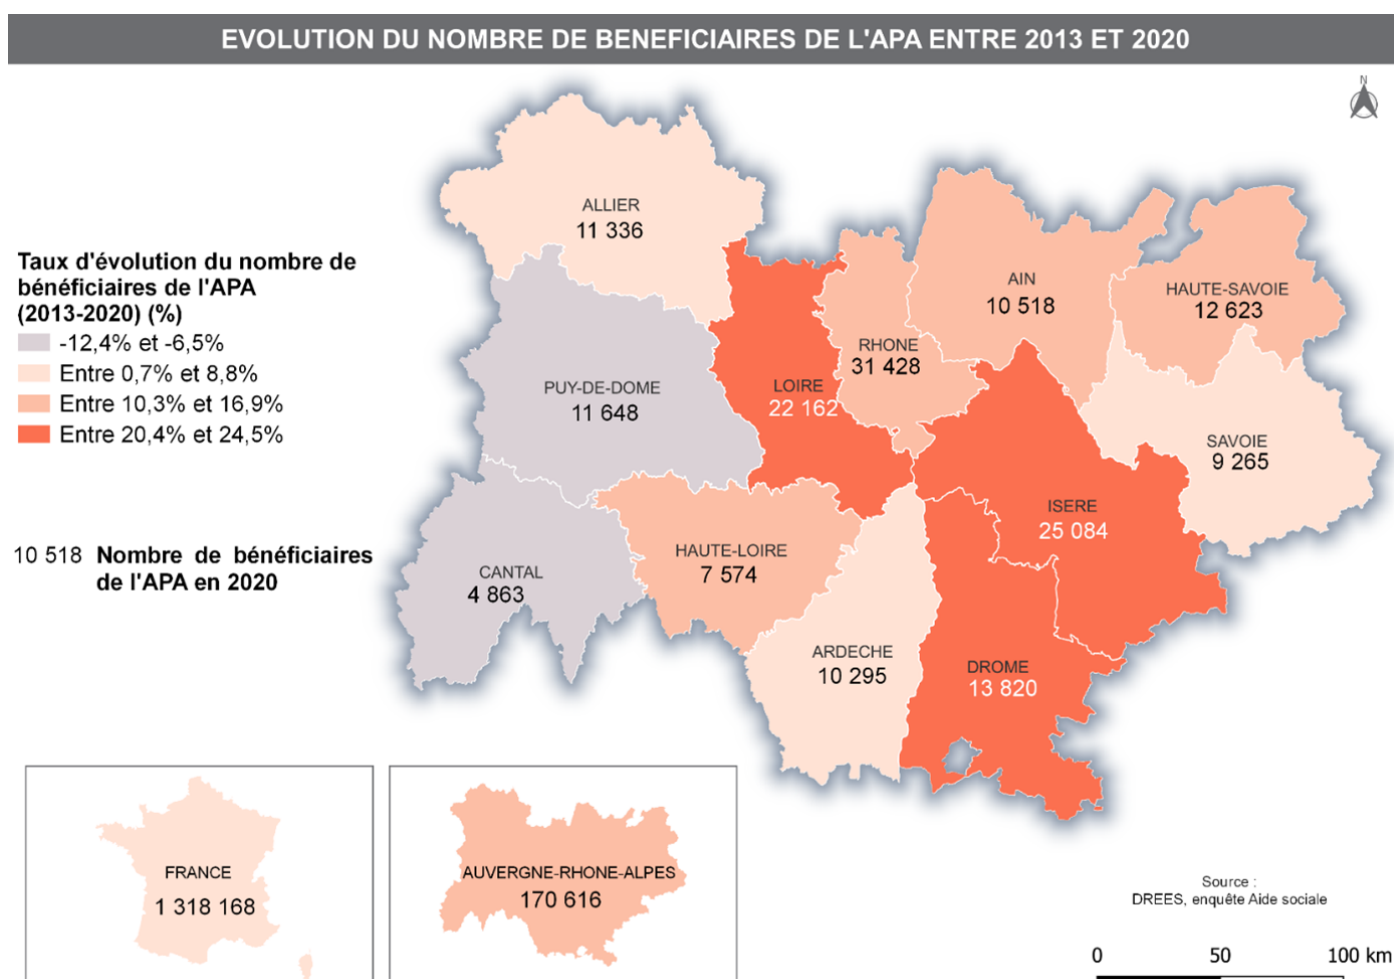 EVOLUTION DU NOMBRE DE BENEFICIAIRES DE L'APA ENTRE 2013 ET 2020
N
ALLIER
11 336
Taux d'évolution du nombre de
bénéficiaires de l'APA
(2013-2020) (%)
-12,4% et -6,5%
Entre 0,7% et 8,8%
Entre 10,3% et 16,9%
Entre 20,4% et 24,5%
AIN
10 518
HAUTE-SAVOIE
12 623
RHONE
31 428
PUY-DE-DOME
11 648
LOIRE
22 162
SAVOIE
9 265
ISERE
25 084
10 518 Nombre de bénéficiaires
de l'APA en 2020
HAUTE-LOIRE
7 574
CANTAL
4 863
ARDECHE
10 295
DROME
13 820
FRANCE
1 318 168
AUVERGNE-RHONE-ALPES
170 616
Source :
DREES, enquête Aide sociale
0 50 100 km